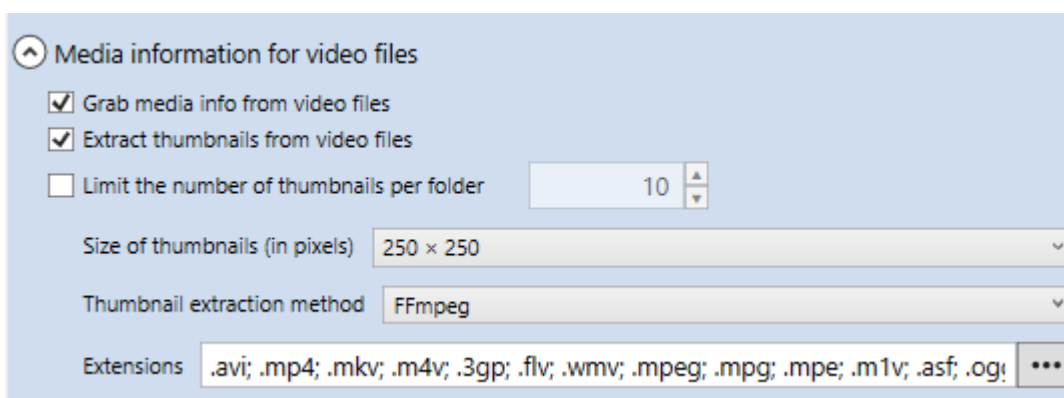 Media information for video files
Grab media info from video files
Extract thumbnails from video files
Limit the number of thumbnails per folder 10
Size of thumbnails (in pixels) 250 × 250
Thumbnail extraction method FFmpeg
Extensions .avi; .mp4; .mkv; .m4v; .3gp; .flv; .wmv; .mpeg; .mpg; .mpe; .m1v; .asf;